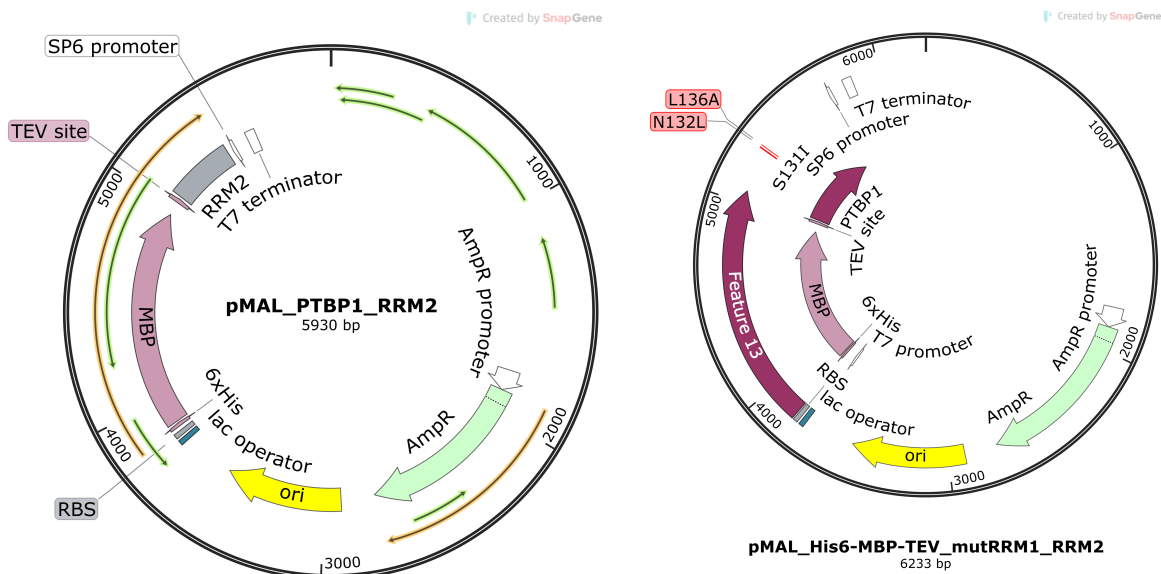 Created by SnapGene
SP6 promoter
TEV site
5000
RRM2
T7 terminator
1000
AmpR promoter
pMAL_PTBP1_RRM2
5930 bp
MBP
6xHis
lac operator
4000
RBS
ori
AmpR
2000
3000
Created by SnapGene
6000
L136A
N132L
S131I
SP6 promoter
T7 terminator
1000
5000
PTBP1
TEV site
Feature 13
MBP
6xHis
T7 promoter
RBS
lac operator
4000
AmpR promoter
2000
AmpR
ori
3000
pMAL_His6-MBP-TEV_mutRRM1_RRM2
6233 bp